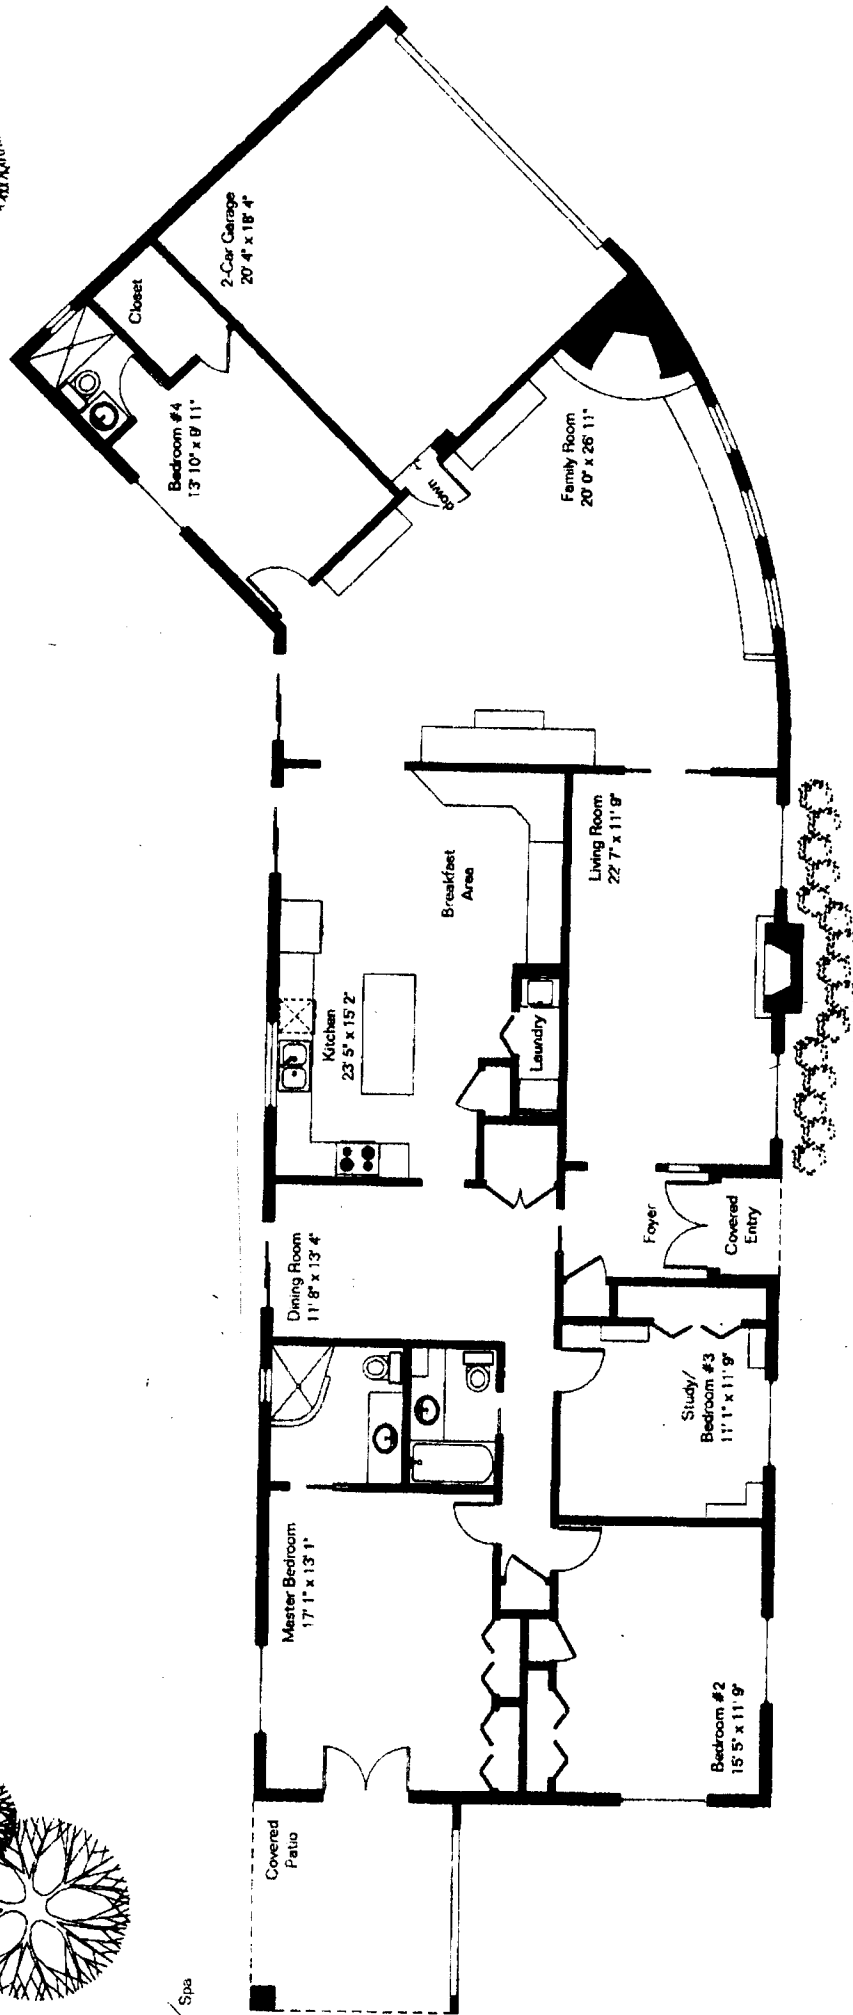 Closet
2-Car Garage
20' 4" x 18' 4"
Bedroom #4
13' 10" x 9' 11"
down
Family Room
20' 0" x 26' 11"
Breakfast
Area
Living Room
22' 7" x 11' 9"
Kitchen
23' 5" x 15' 2"
Laundry
Foyer
Covered
Entry
Dining Room
11' 8" x 13' 4"
Study/
Bedroom #3
11' 1" x 11' 9"
Master Bedroom
17' 1" x 13' 1"
Bedroom #2
15' 5" x 11' 9"
Covered
Patio
Spa